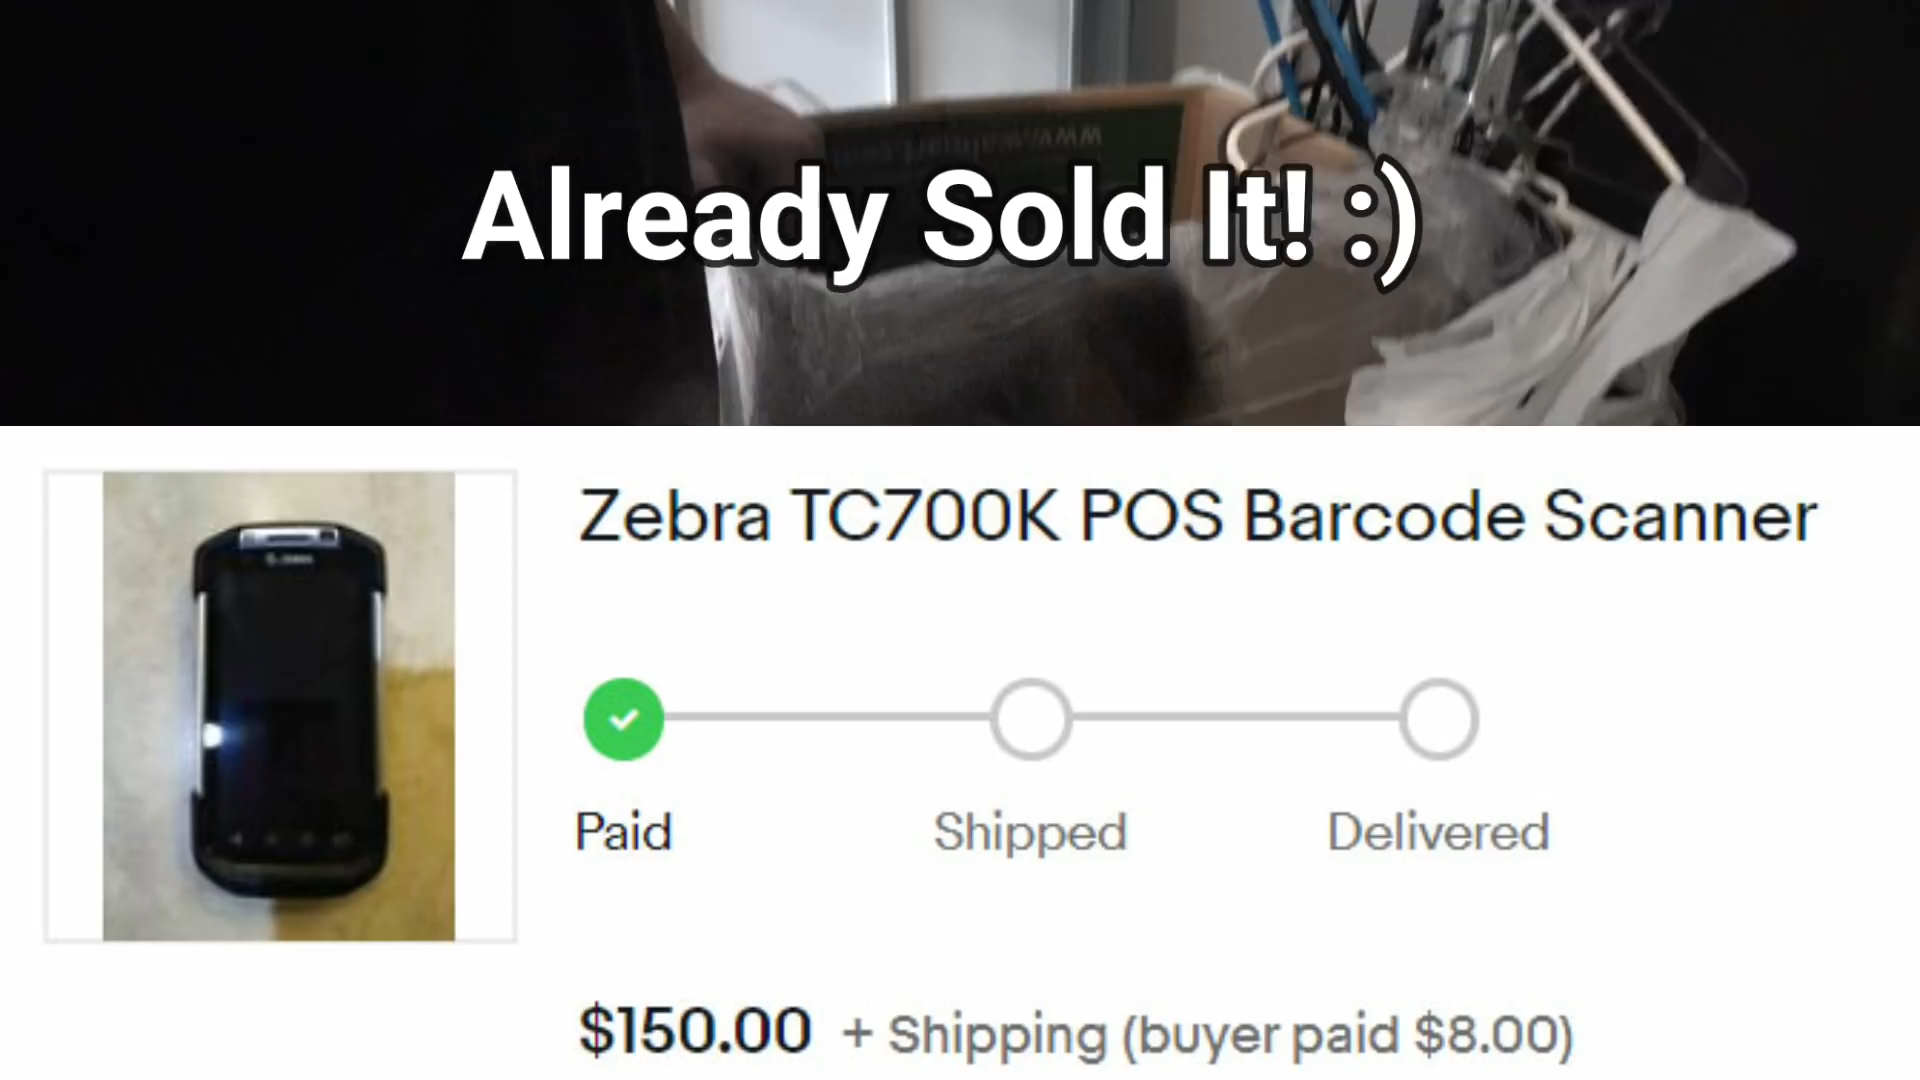 Already Sold It! :)
Zebra TC700K POS Barcode Scanner
Paid
Shipped
Delivered
$150.00 + Shipping (buyer paid $8.00)